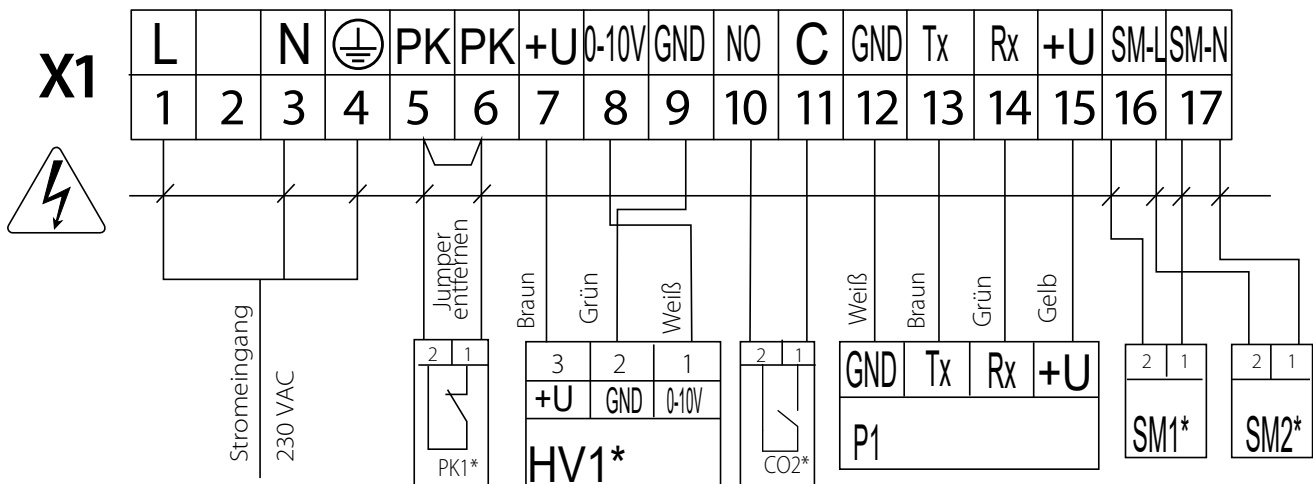 X1
L N PK PK +U 0-10V GND NO C GND Tx Rx +U SM-L SM-N
1 2 3 4 5 6 7 8 9 10 11 12 13 14 15 16 17
Stromeingang
230 VAC
Jumper
entfernen
Braun
Grün
Weiß
Weiß
Braun
Grün
Gelb
2 1
PK1*
3 2 1
+U GND 0-10V
HV1*
2 1
CO2*
GND Tx Rx +U
P1
2 1
SM1*
2 1
SM2*